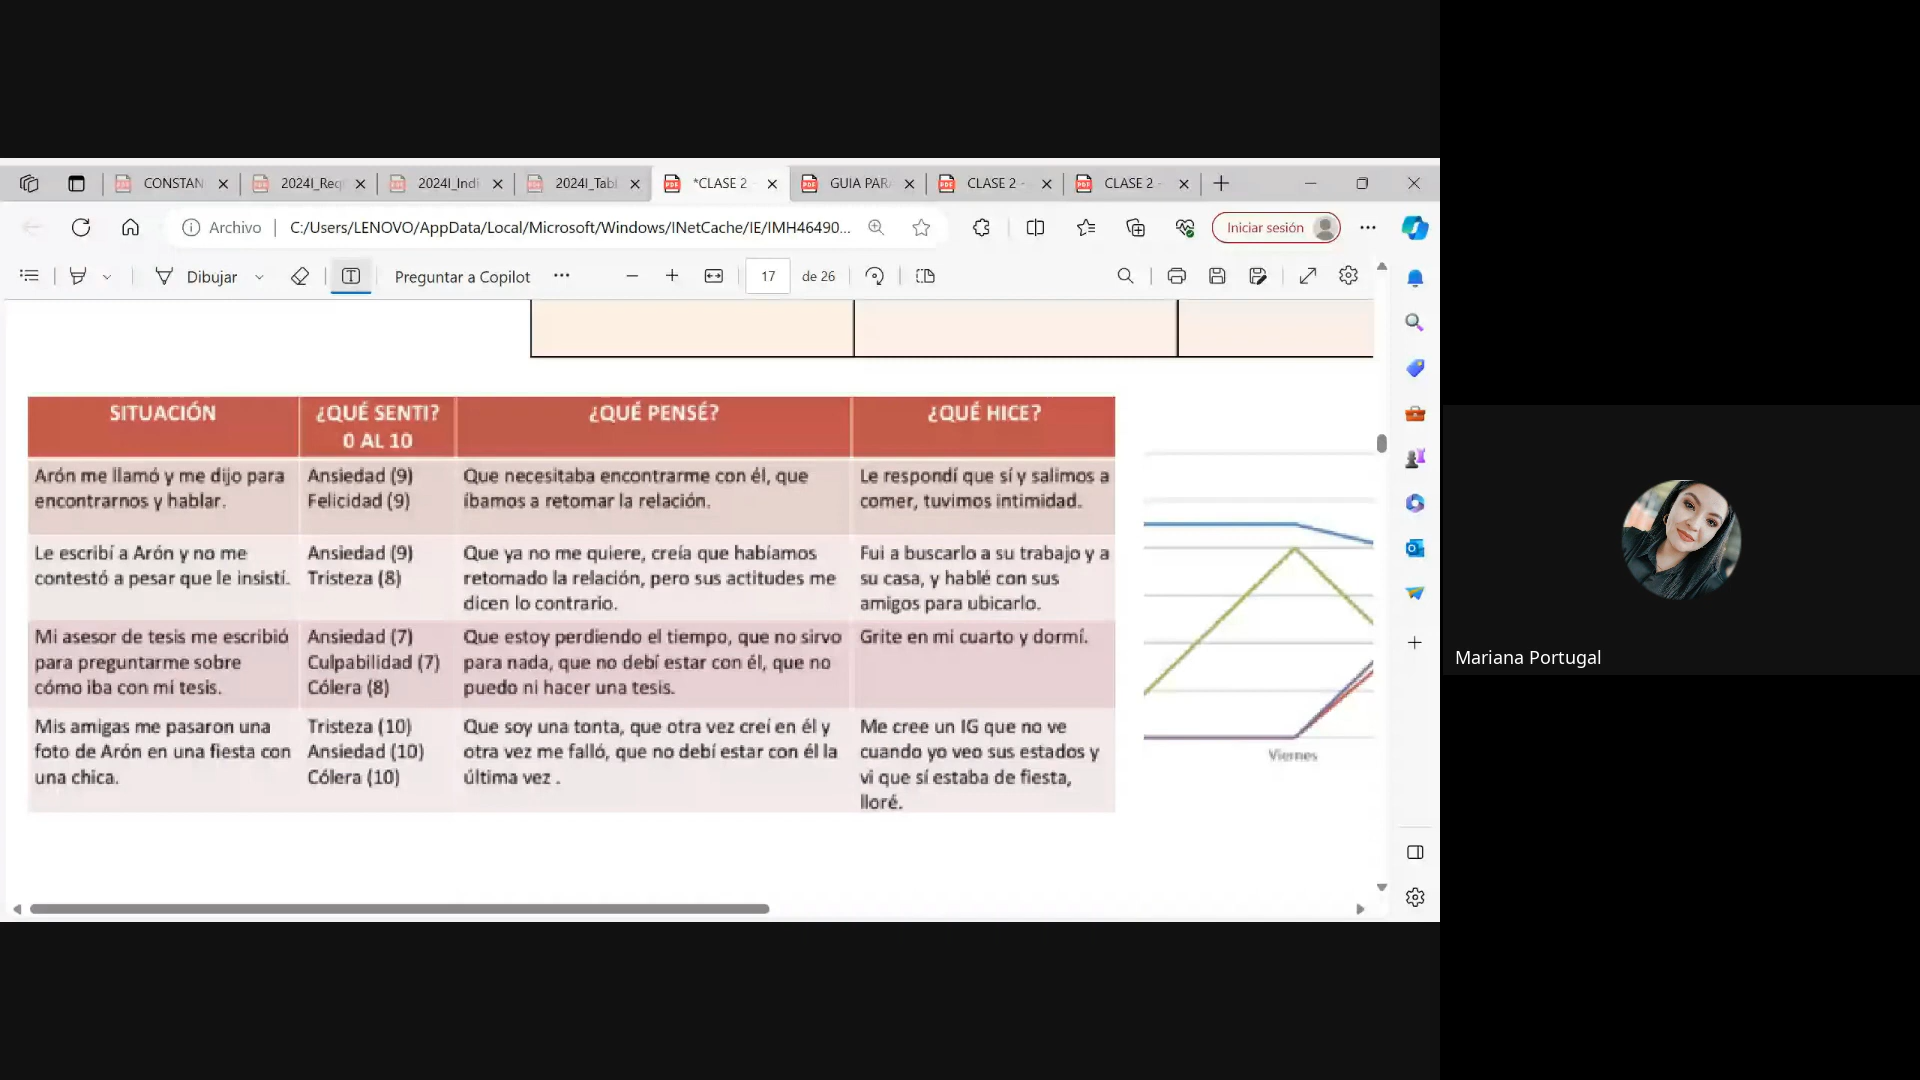 CONSTAN
2024I_Req
2024I_Indi
2024I_Tabl
*CLASE 2
GUIA PAR
CLASE 2 -
CLASE 2 -
Archivo
C:/Users/LENOVO/AppData/Local/Microsoft/Windows/INetCache/IE/IMH46490...
Iniciar sesión
Dibujar
Preguntar a Copilot
17
de 26
SITUACIÓN
¿QUÉ SENTI?
0 AL 10
¿QUÉ PENSÉ?
¿QUÉ HICE?
Arón me llamó y me dijo para
encontrarnos y hablar.
Ansiedad (9)
Felicidad (9)
Que necesitaba encontrarme con él, que
íbamos a retomar la relación.
Le respondí que sí y salimos a
comer, tuvimos intimidad.
Le escribí a Arón y no me
contestó a pesar que le insistí.
Ansiedad (9)
Tristeza (8)
Que ya no me quiere, creía que habíamos
retomado la relación, pero sus actitudes me
dicen lo contrario.
Fui a buscarlo a su trabajo y a
su casa, y hablé con sus
amigos para ubicarlo.
Mi asesor de tesis me escribió
para preguntarme sobre
cómo iba con mi tesis.
Ansiedad (7)
Culpabilidad (7)
Cólera (8)
Que estoy perdiendo el tiempo, que no sirvo
para nada, que no debí estar con él, que no
puedo ni hacer una tesis.
Grite en mi cuarto y dormí.
Mis amigas me pasaron una
foto de Arón en una fiesta con
una chica.
Tristeza (10)
Ansiedad (10)
Cólera (10)
Que soy una tonta, que otra vez creí en él y
otra vez me falló, que no debí estar con él la
última vez .
Me cree un IG que no ve
cuando yo veo sus estados y
vi que sí estaba de fiesta,
lloré.
Viernes
Mariana Portugal